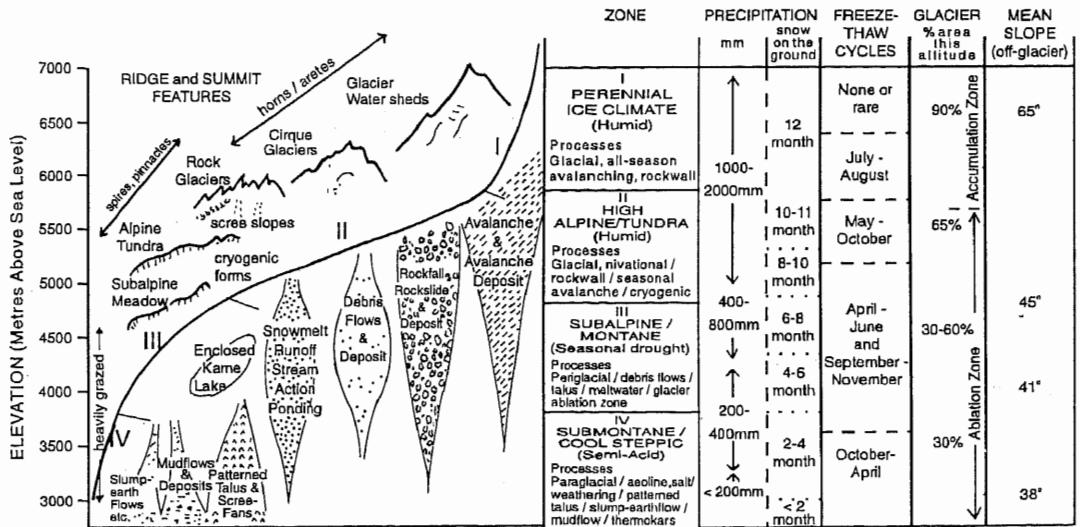 ELEVATION (Metres Above Sea Level)
7000
6500
6000
5500
5000
4500
4000
3500
3000
RIDGE and SUMMIT
FEATURES
horns / aretes
Glacier
Water sheds
Cirque
Glaciers
spires, pinnacles
Rock
Glaciers
scree slopes
Alpine
Tundra
cryogenic
forms
Subalpine
Meadow
I
II
III
IV
heavily grazed
Enclosed
Kame
Lake
Slump-
earth
Flows
etc.
Mudflows
&
Deposits
Patterned
Talus &
Scree-
Fans
Snowmelt
Runoff
Stream
Action
Ponding
Debris
Flows
&
Deposit
Rockfall
Rockslide
&
Deposit
Avalanche
&
Avalanche
Deposit
ZONE
I
PERENNIAL
ICE CLIMATE
(Humid)
Processes
Glacial, all-season
avalanching, rockwall
II
HIGH
ALPINE/TUNDRA
(Humid)
Processes
Glacial, nivational /
rockwall / seasonal
avalanche / cryogenic
III
SUBALPINE /
MONTANE
(Seasonal drought)
Processes
Periglacial / debris flows /
talus / meltwater / glacier
ablation zone
IV
SUBMONTANE /
COOL STEPPIC
(Semi-Acid)
Processes
Paraglacial / aeoline,salt/
weathering / patterned
talus / slump-earthflow /
mudflow / thermokars
PRECIPITATION
mm
1000-
2000mm
400-
800mm
200-
400mm
<200mm
snow
on the
ground
12
month
10-11
month
8-10
month
6-8
month
4-6
month
2-4
month
<2
month
FREEZE-
THAW
CYCLES
None or
rare
July -
August
May -
October
April -
June
and
September -
November
October-
April
GLACIER
% area
this
altitude
90%
65%
30-60%
30%
Accumulation Zone
Ablation Zone
MEAN
SLOPE
(off-glacier)
65°
45°
41°
38°